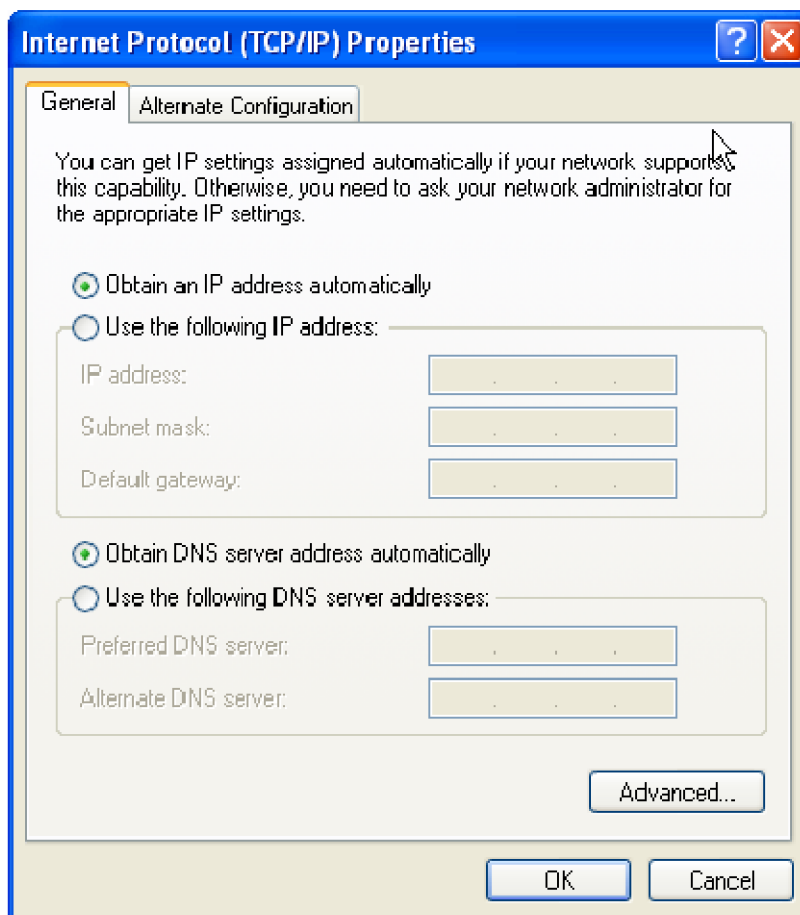 Internet Protocol (TCP/IP) Properties
General
Alternate Configuration
You can get IP settings assigned automatically if your network supports
this capability. Otherwise, you need to ask your network administrator for
the appropriate IP settings.
Obtain an IP address automatically
Use the following IP address:
IP address:
Subnet mask:
Default gateway:
Obtain DNS server address automatically
Use the following DNS server addresses:
Preferred DNS server:
Alternate DNS server:
Advanced...
OK
Cancel